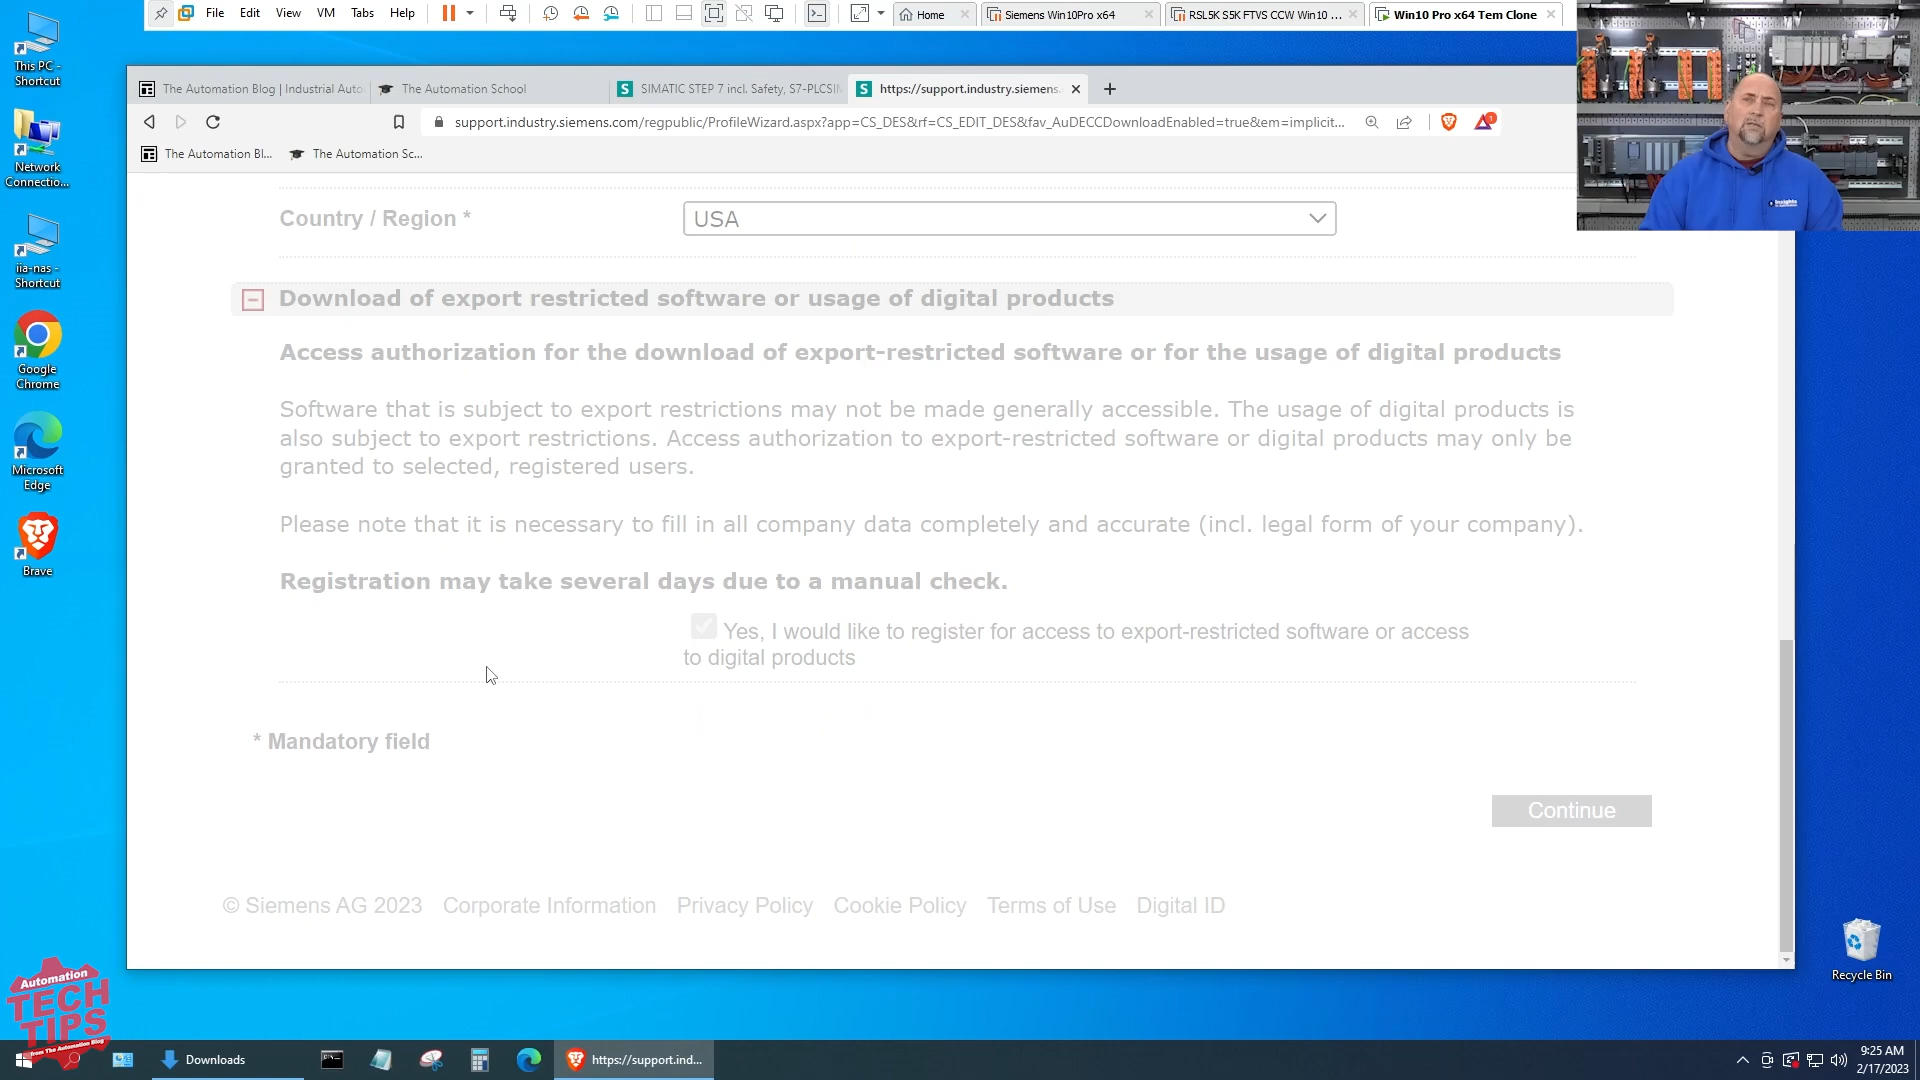 File Edit View VM Tabs Help
Home
Siemens Win10Pro x64
RSL5K S5K FTVS CCW Win10 ...
Win10 Pro x64 Tem Clone
This PC -
Shortcut
Network
Connectio...
iia-nas -
Shortcut
Google
Chrome
Microsoft
Edge
Brave
The Automation Blog | Industrial Auto
The Automation School
SIMATIC STEP 7 incl. Safety, S7-PLCSIM
https://support.industry.siemens.
support.industry.siemens.com/regpublic/ProfileWizard.aspx?app=CS_DES&rf=CS_EDIT_DES&fav_AuDECCDownloadEnabled=true&em=implicit...
1
The Automation Bl...
The Automation Sc...
Insights
Country / Region *
USA
Download of export restricted software or usage of digital products
Access authorization for the download of export-restricted software or for the usage of digital products
Software that is subject to export restrictions may not be made generally accessible. The usage of digital products is
also subject to export restrictions. Access authorization to export-restricted software or digital products may only be
granted to selected, registered users.
Please note that it is necessary to fill in all company data completely and accurate (incl. legal form of your company).
Registration may take several days due to a manual check.
Yes, I would like to register for access to export-restricted software or access
to digital products
* Mandatory field
Continue
© Siemens AG 2023 Corporate Information Privacy Policy Cookie Policy Terms of Use Digital ID
Recycle Bin
Automation
TECH
TIPS
from The Automation Blog
Downloads
https://support.ind...
9:25 AM
2/17/2023